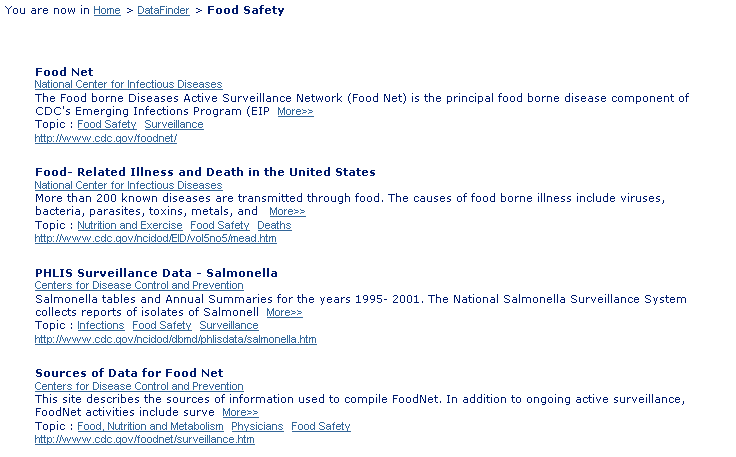 You are now in Home > DataFinder > Food Safety
Food Net
National Center for Infectious Diseases
The Food borne Diseases Active Surveillance Network (Food Net) is the principal food borne disease component of
CDC's Emerging Infections Program (EIP More>>
Topic : Food Safety Surveillance
http://www.cdc.gov/foodnet/
Food- Related Illness and Death in the United States
National Center for Infectious Diseases
More than 200 known diseases are transmitted through food. The causes of food borne illness include viruses,
bacteria, parasites, toxins, metals, and More>>
Topic : Nutrition and Exercise Food Safety Deaths
http://www.cdc.gov/ncidod/EID/vol5no5/mead.htm
PHLIS Surveillance Data - Salmonella
Centers for Disease Control and Prevention
Salmonella tables and Annual Summaries for the years 1995- 2001. The National Salmonella Surveillance System
collects reports of isolates of Salmonell More>>
Topic : Infections Food Safety Surveillance
http://www.cdc.gov/ncidod/dbmd/phlisdata/salmonella.htm
Sources of Data for Food Net
Centers for Disease Control and Prevention
This site describes the sources of information used to compile FoodNet. In addition to ongoing active surveillance,
FoodNet activities include surve More>>
Topic : Food, Nutrition and Metabolism Physicians Food Safety
http://www.cdc.gov/foodnet/surveillance.htm